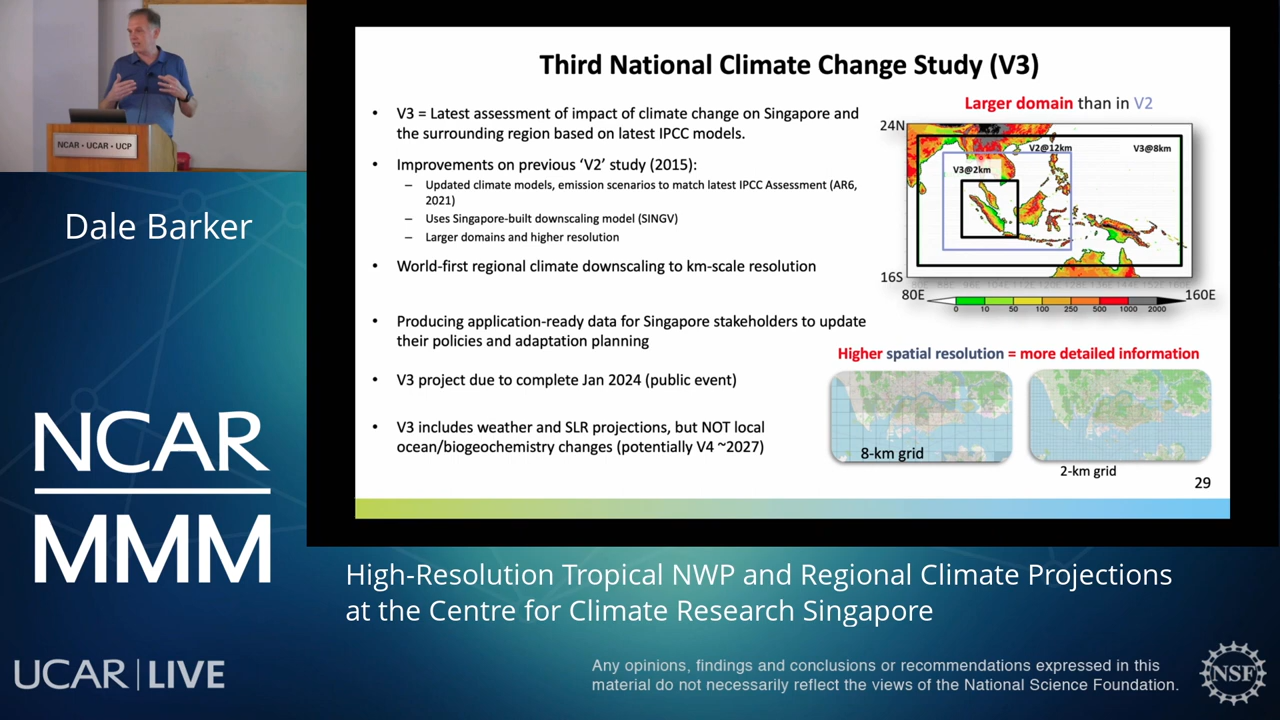 NCAR • UCAR • UCP
Dale Barker
NCAR
MMM
UCAR | LIVE
Third National Climate Change Study (V3)
• V3 = Latest assessment of impact of climate change on Singapore and
the surrounding region based on latest IPCC models.
• Improvements on previous ‘V2’ study (2015):
– Updated climate models, emission scenarios to match latest IPCC Assessment (AR6,
2021)
– Uses Singapore-built downscaling model (SINGV)
– Larger domains and higher resolution
• World-first regional climate downscaling to km-scale resolution
• Producing application-ready data for Singapore stakeholders to update
their policies and adaptation planning
• V3 project due to complete Jan 2024 (public event)
• V3 includes weather and SLR projections, but NOT local
ocean/biogeochemistry changes (potentially V4 ~2027)
Larger domain than in V2
24N
V2@12km
V3@8km
V3@2km
16S
80E
160E
0 10 50 100 250 500 1000 2000
Higher spatial resolution = more detailed information
8-km grid
2-km grid
29
High-Resolution Tropical NWP and Regional Climate Projections
at the Centre for Climate Research Singapore
Any opinions, findings and conclusions or recommendations expressed in this
material do not necessarily reflect the views of the National Science Foundation.
NSF